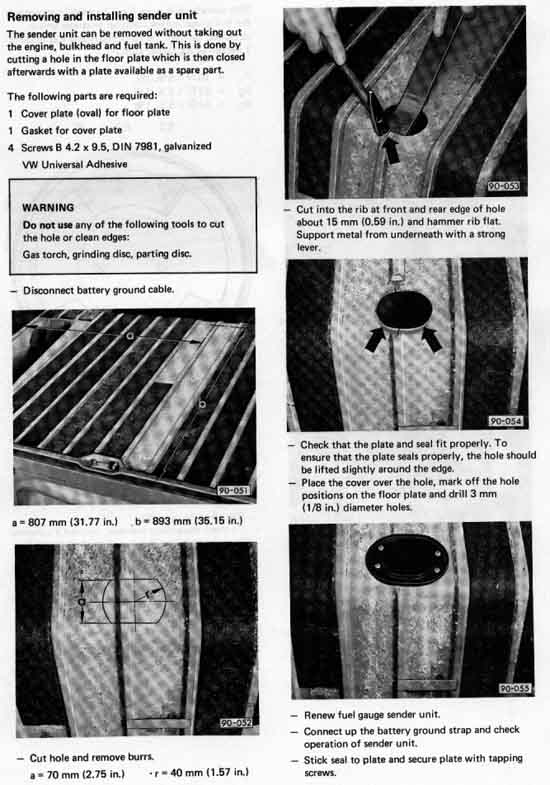 Removing and installing sender unit
The sender unit can be removed without taking out
the engine, bulkhead and fuel tank. This is done by
cutting a hole in the floor plate which is then closed
afterwards with a plate available as a spare part.
The following parts are required:
1 Cover plate (oval) for floor plate
1 Gasket for cover plate
4 Screws B 4.2 x 9.5, DIN 7981, galvanized
VW Universal Adhesive
WARNING
Do not use any of the following tools to cut
the hole or clean edges:
Gas torch, grinding disc, parting disc.
— Disconnect battery ground cable.
a
b
90-051
a = 807 mm (31.77 in.) b = 893 mm (35.15 in.)
a
r
90-052
— Cut hole and remove burrs.
a = 70 mm (2.75 in.) · r = 40 mm (1.57 in.)
90-053
— Cut into the rib at front and rear edge of hole
about 15 mm (0.59 in.) and hammer rib flat.
Support metal from underneath with a strong
lever.
90-054
— Check that the plate and seal fit properly. To
ensure that the plate seals properly, the hole should
be lifted slightly around the edge.
— Place the cover over the hole, mark off the hole
positions on the floor plate and drill 3 mm
(1/8 in.) diameter holes.
90-055
— Renew fuel gauge sender unit.
— Connect up the battery ground strap and check
operation of sender unit.
— Stick seal to plate and secure plate with tapping
screws.